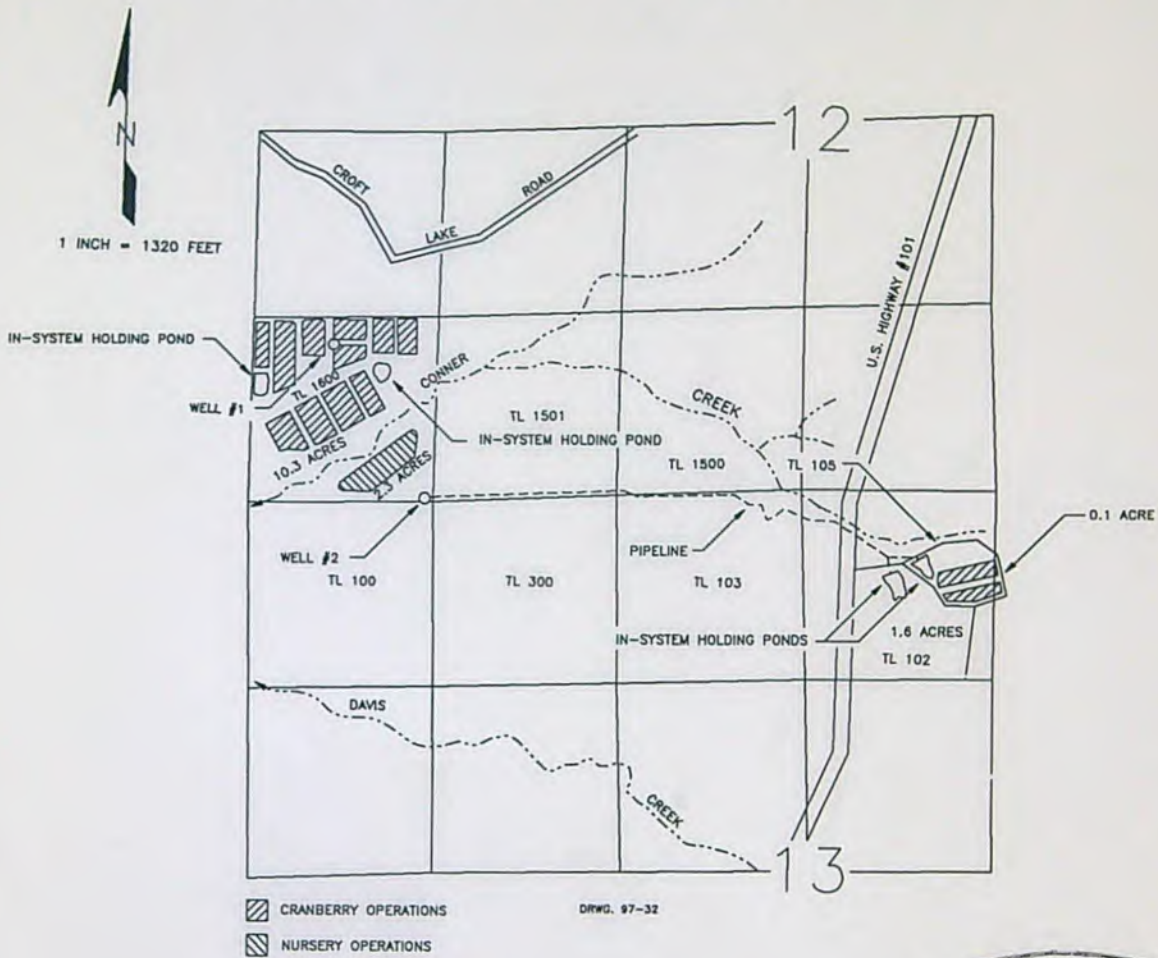 N
1 INCH = 1320 FEET
12
CROFT
LAKE
ROAD
U.S. HIGHWAY #101
IN-SYSTEM HOLDING POND
WELL #1
TL 1600
CONNER
CREEK
TL 1501
IN-SYSTEM HOLDING POND
TL 1500
TL 105
10.3 ACRES
2.3 ACRES
0.1 ACRE
WELL #2
PIPELINE
TL 100
TL 300
TL 103
IN-SYSTEM HOLDING PONDS
1.6 ACRES
TL 102
DAVIS
CREEK
13
CRANBERRY OPERATIONS
DRWG. 97-32
NURSERY OPERATIONS